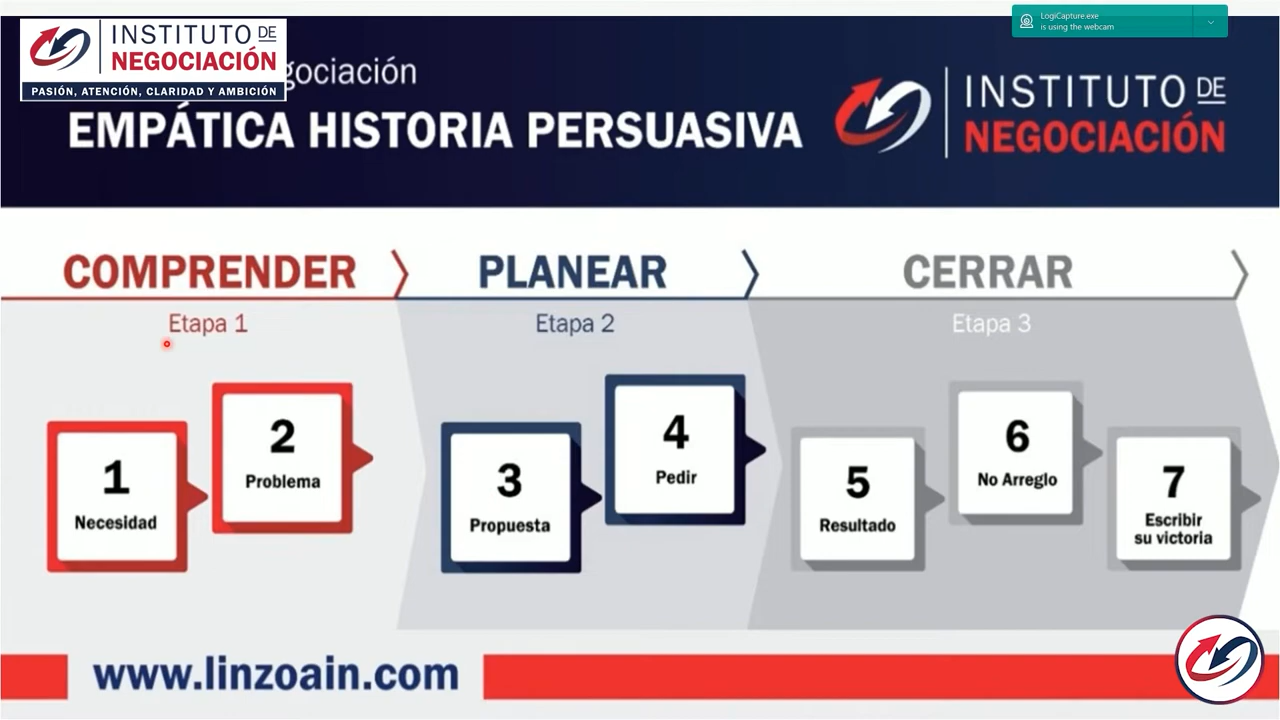 INSTITUTO DE
NEGOCIACIÓN
PASIÓN, ATENCIÓN, CLARIDAD Y AMBICIÓN
LogiCapture.exe
is using the webcam
gociación
EMPÁTICA HISTORIA PERSUASIVA
INSTITUTO DE
NEGOCIACIÓN
COMPRENDER
PLANEAR
CERRAR
Etapa 1
Etapa 2
Etapa 3
1
Necesidad
2
Problema
3
Propuesta
4
Pedir
5
Resultado
6
No Arreglo
7
Escribir
su victoria
www.linzoain.com